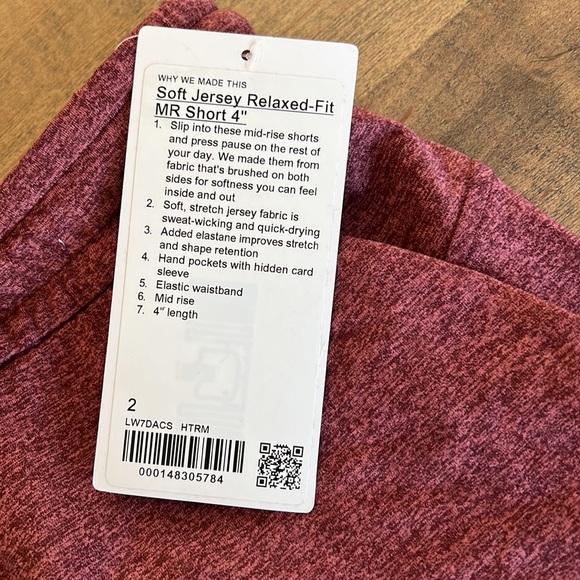 WHY WE MADE THIS
Soft Jersey Relaxed-Fit
MR Short 4"
1. Slip into these mid-rise shorts
and press pause on the rest of
your day. We made them from
fabric that's brushed on both
sides for softness you can feel
inside and out
2. Soft, stretch jersey fabric is
sweat-wicking and quick-drying
3. Added elastane improves stretch
and shape retention
4. Hand pockets with hidden card
sleeve
5. Elastic waistband
6. Mid rise
7. 4" length
2
LW7DACS HTRM
000148305784